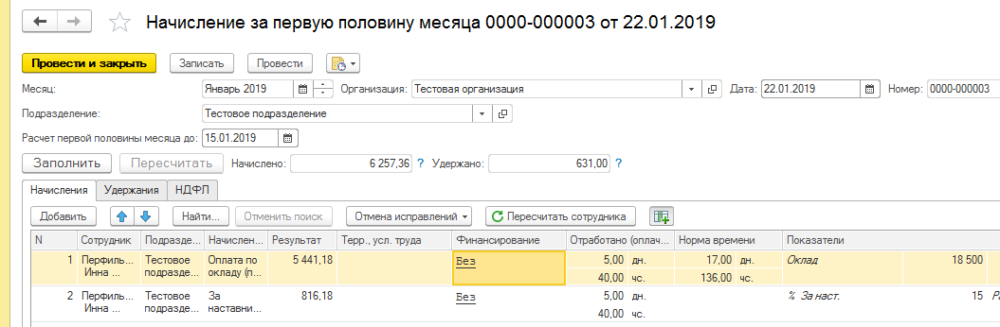 Начисление за первую половину месяца 0000-000003 от 22.01.2019
Провести и закрыть Записать Провести
Месяц: Январь 2019 Организация: Тестовая организация Дата: 22.01.2019 Номер: 0000-000003
Подразделение: Тестовое подразделение
Расчет первой половины месяца до: 15.01.2019
Заполнить Пересчитать Начислено: 6 257,36 ? Удержано: 631,00 ?
Начисления Удержания НДФЛ
Добавить Найти... Отменить поиск Отмена исправлений Пересчитать сотрудника
N Сотрудник Подразде... Начислен... Результат Терр., усл. труда Финансирование Отработано (оплач... Норма времени Показатели
1 Перфиль... Тестовое Оплата по 5 441,18 Без 5,00 дн. 17,00 дн. Оклад 18 500
Инна ... подразде... окладу (п... 40,00 чс. 136,00 чс.
2 Перфиль... Тестовое За 816,18 Без 5,00 дн. % За наст. 15
Инна ... подразде... наставни... 40,00 чс.